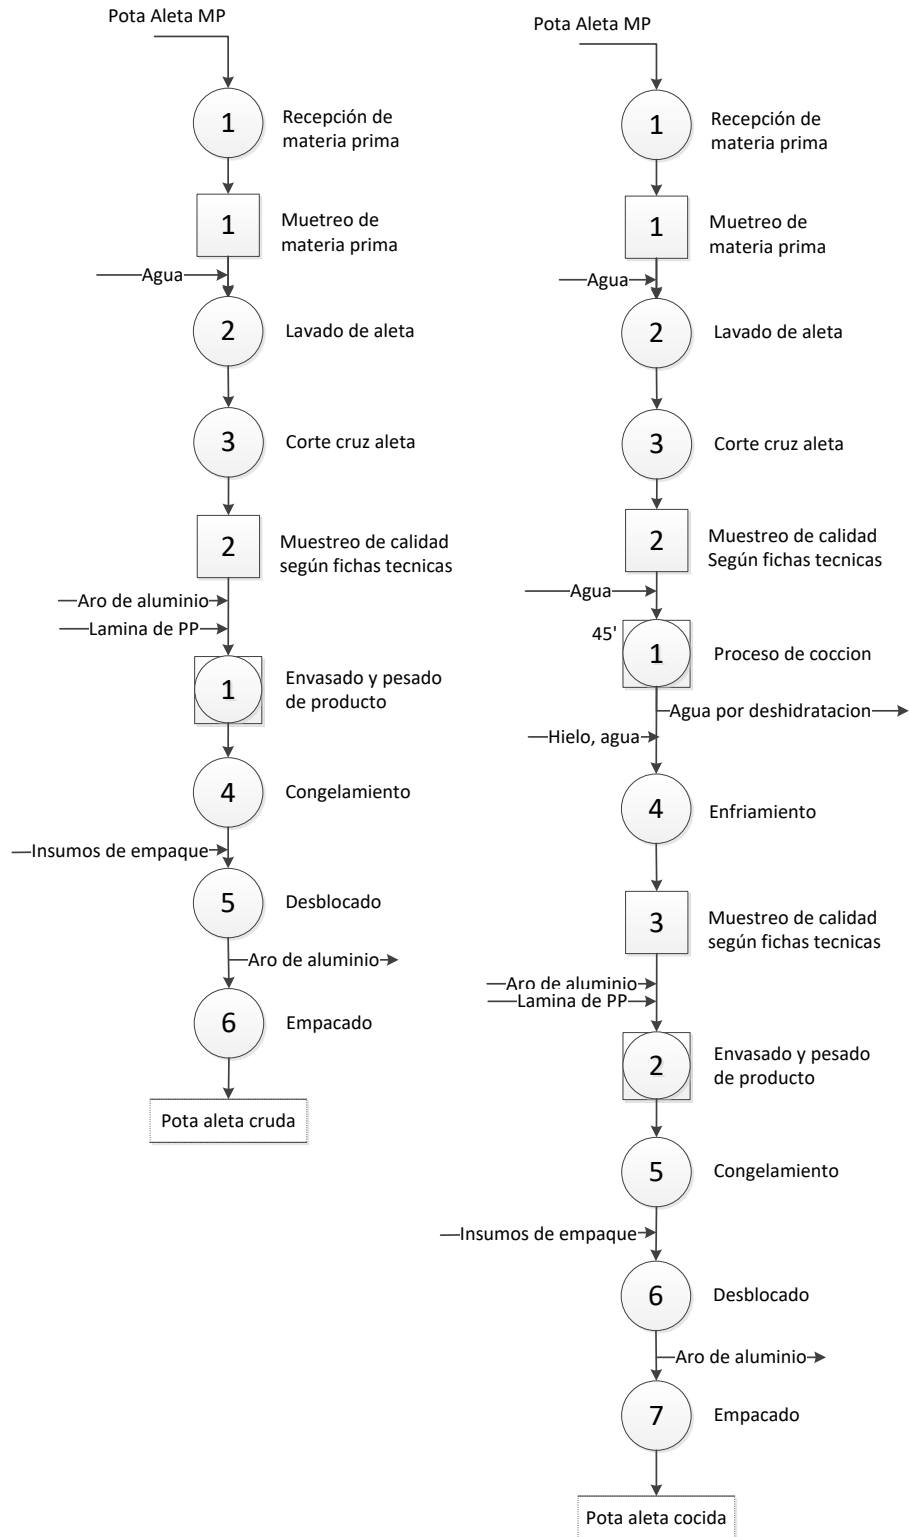 Pota Aleta MP
1
Recepción de
materia prima
1
Muetreo de
materia prima
Agua
2
Lavado de aleta
3
Corte cruz aleta
2
Muestreo de calidad
según fichas tecnicas
Aro de aluminio
Lamina de PP
1
Envasado y pesado
de producto
4
Congelamiento
Insumos de empaque
5
Desblocado
Aro de aluminio
6
Empacado
Pota aleta cruda
Pota Aleta MP
1
Recepción de
materia prima
1
Muetreo de
materia prima
Agua
2
Lavado de aleta
3
Corte cruz aleta
2
Muestreo de calidad
Según fichas tecnicas
Agua
45'
1
Proceso de coccion
Agua por deshidratacion
Hielo, agua
4
Enfriamiento
3
Muestreo de calidad
según fichas tecnicas
Aro de aluminio
Lamina de PP
2
Envasado y pesado
de producto
5
Congelamiento
Insumos de empaque
6
Desblocado
Aro de aluminio
7
Empacado
Pota aleta cocida